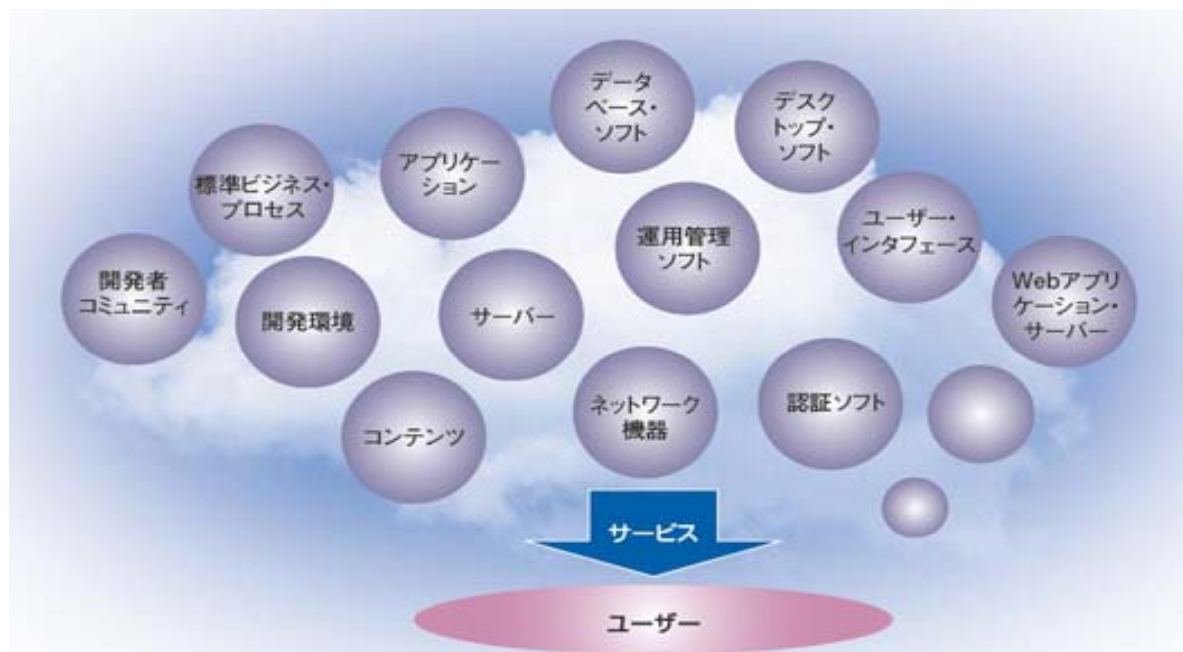 データ
ベース・
ソフト
デスク
トップ・
ソフト
アプリケー
ション
標準ビジネス・
プロセス
運用管理
ソフト
ユーザー・
インタフェース
開発者
コミュニティ
開発環境
サーバー
Webアプリ
ケーション・
サーバー
コンテンツ
ネットワーク
機器
認証ソフト
サービス
ユーザー